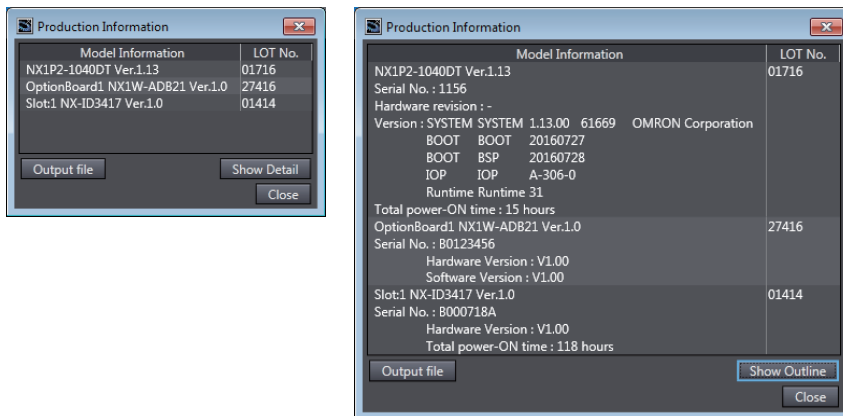 Production Information
Model Information LOT No.
NX1P2-1040DT Ver.1.13 01716
OptionBoard1 NX1W-ADB21 Ver.1.0 27416
Slot:1 NX-ID3417 Ver.1.0 01414
Output file Show Detail
Close
Production Information
Model Information LOT No.
NX1P2-1040DT Ver.1.13 01716
Serial No. : 1156
Hardware revision : -
Version : SYSTEM SYSTEM 1.13.00 61669 OMRON Corporation
BOOT BOOT 20160727
BOOT BSP 20160728
IOP IOP A-306-0
Runtime Runtime 31
Total power-ON time : 15 hours
OptionBoard1 NX1W-ADB21 Ver.1.0 27416
Serial No. : B0123456
Hardware Version : V1.00
Software Version : V1.00
Slot:1 NX-ID3417 Ver.1.0 01414
Serial No. : B000718A
Hardware Version : V1.00
Total power-ON time : 118 hours
Output file Show Outline
Close